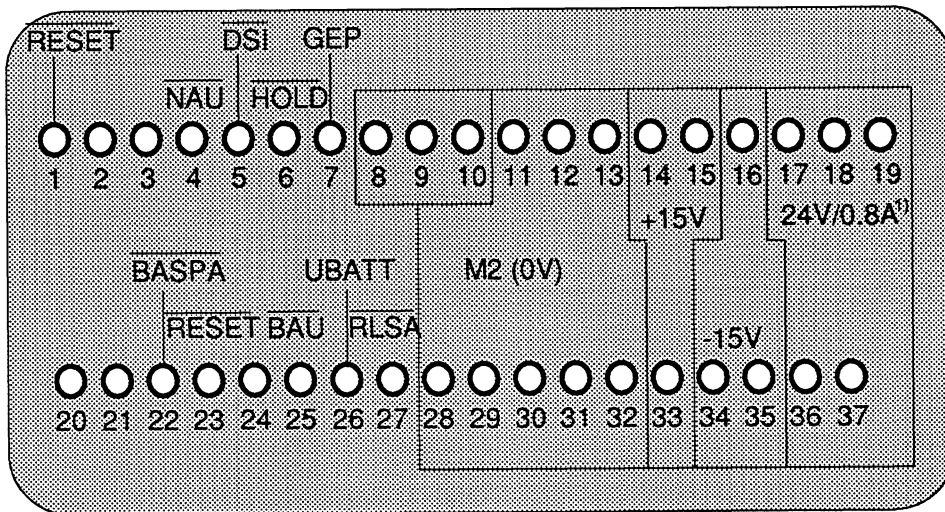 RESET DSI GEP
NAU HOLD
1 2 3 4 5 6 7 8 9 10 11 12 13 14 15 16 17 18 19
+15V 24V/0.8A¹⁾
BASPA UBATT M2 (0V)
RESET BAU RLSA -15V
20 21 22 23 24 25 26 27 28 29 30 31 32 33 34 35 36 37